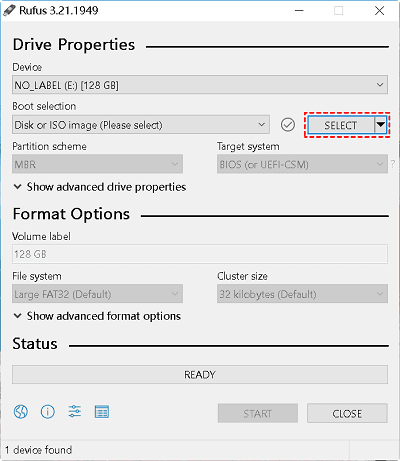 Rufus 3.21.1949
Drive Properties
Device
NO_LABEL (E:) [128 GB]
Boot selection
Disk or ISO image (Please select)
SELECT
Partition scheme
Target system
MBR
BIOS (or UEFI-CSM)
?
Show advanced drive properties
Format Options
Volume label
128 GB
File system
Cluster size
Large FAT32 (Default)
32 kilobytes (Default)
Show advanced format options
Status
READY
START
CLOSE
1 device found